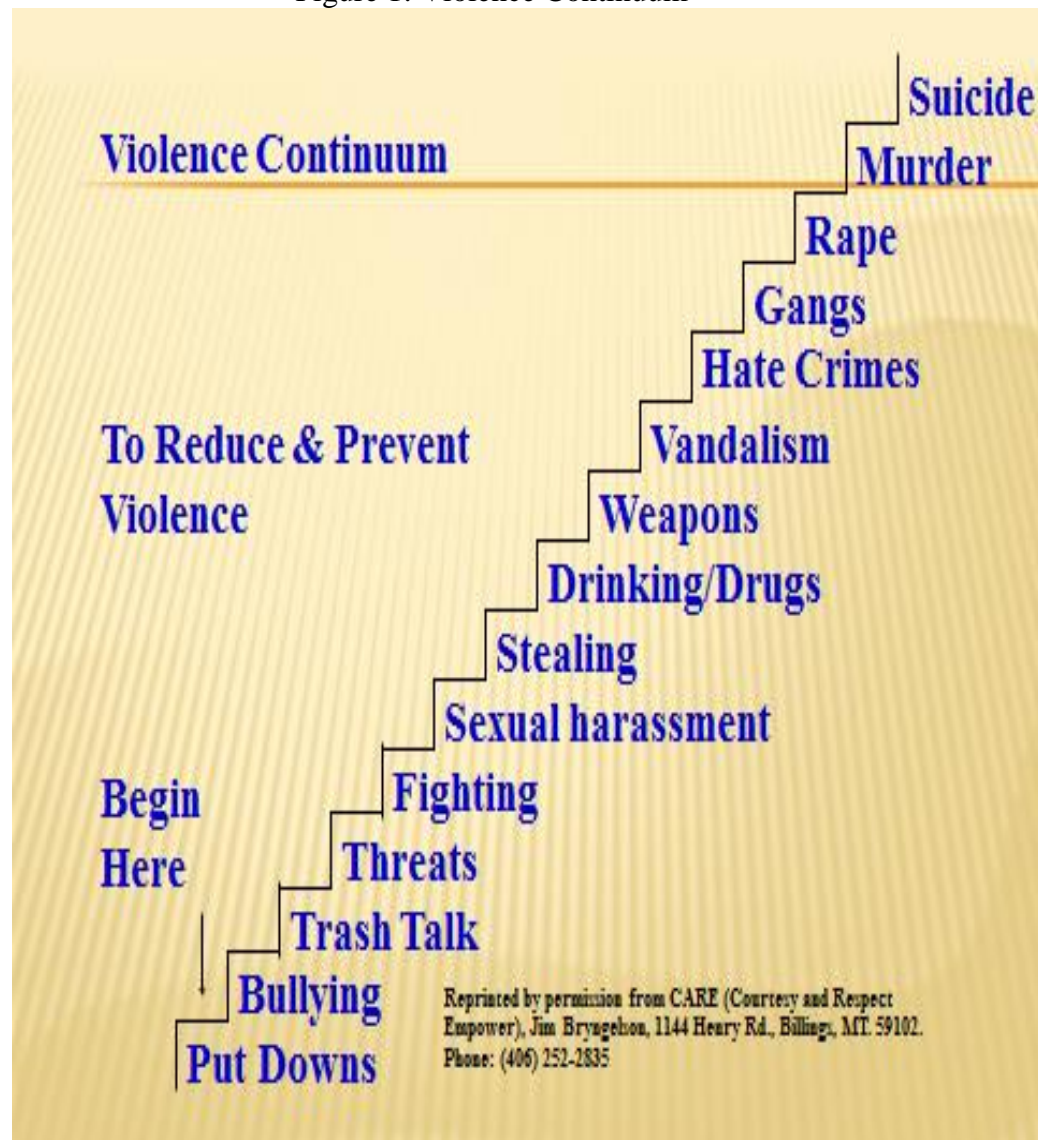 Figure 1. Violence Continuum
Suicide
Violence Continuum
Murder
Rape
Gangs
Hate Crimes
To Reduce & Prevent
Violence
Vandalism
Weapons
Drinking/Drugs
Stealing
Sexual harassment
Begin
Here
Fighting
Threats
Trash Talk
Bullying
Put Downs
Reprinted by permission from CARE (Courtesy and Respect
Empower), Jim Bryngelson, 1144 Henry Rd., Billings, MT. 59102.
Phone: (406) 252-2835